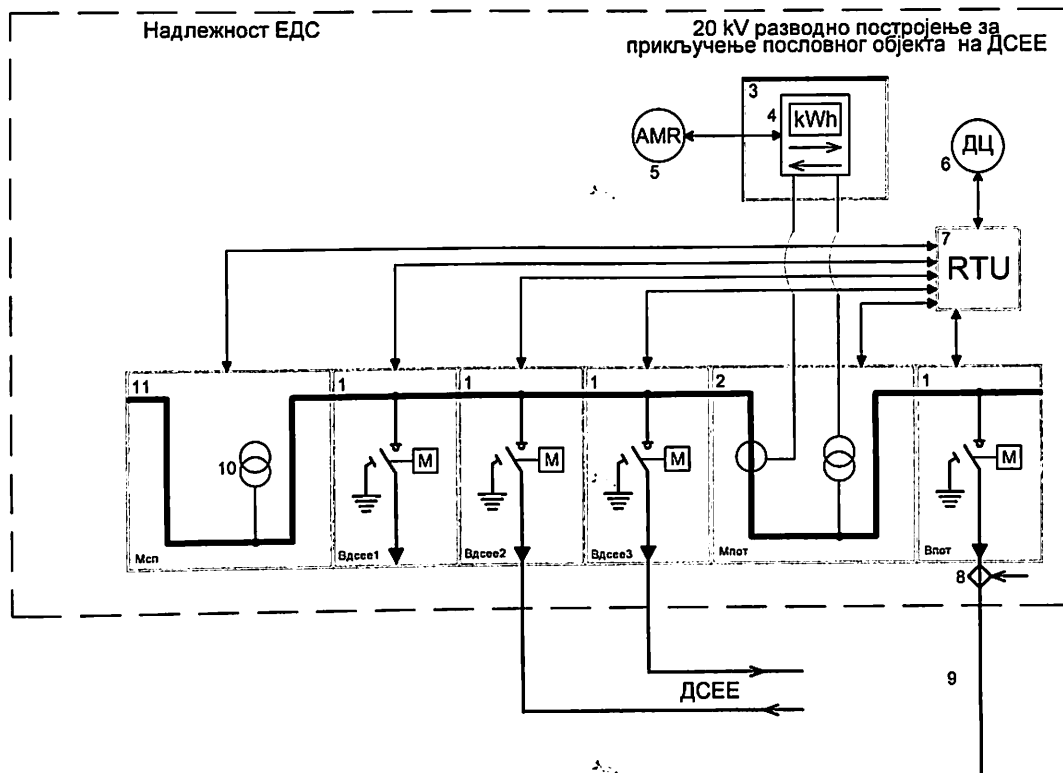 Надлежност ЕДС
20 kV разводно постројење за
прикључење пословног објекта на ДСЕЕ
3
4
kWh
AMR
5
ДЦ
6
7
RTU
11
1
1
1
2
1
10
M
M
M
M
Мсп
Вдсее1
Вдсее2
Вдсее3
Мпот
Впот
8
ДСЕЕ
9